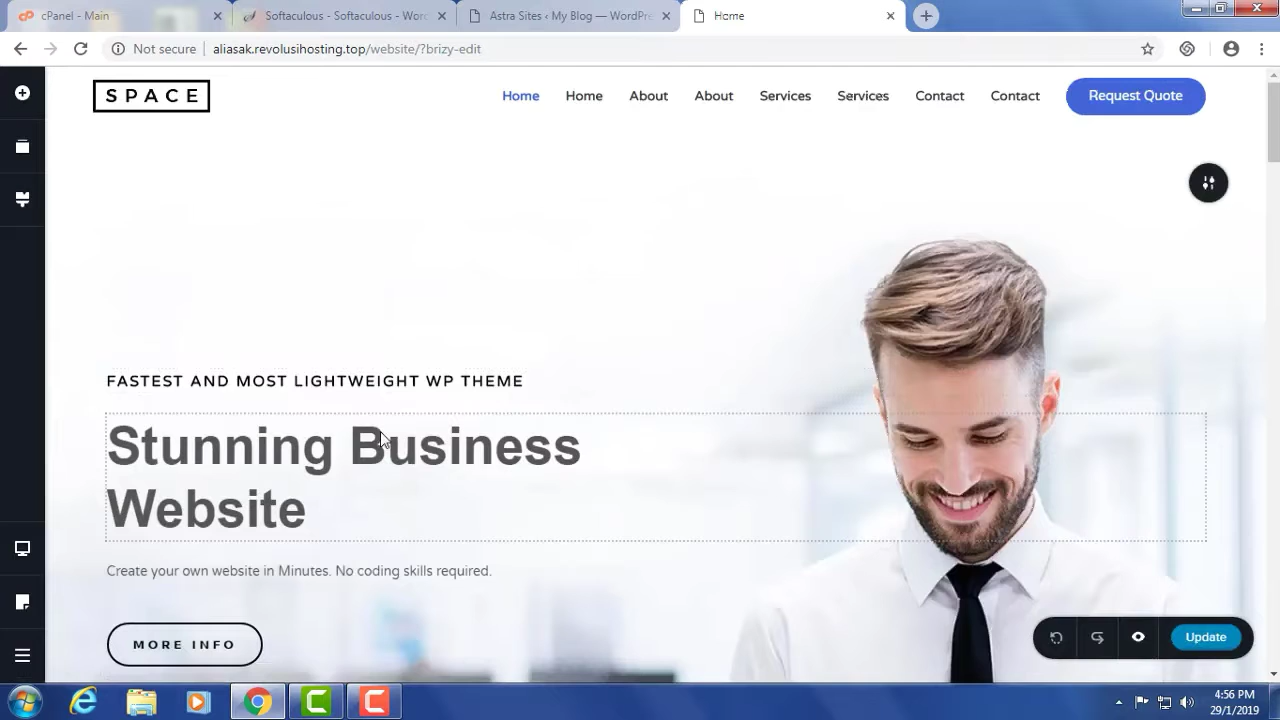 cPanel - Main
Softaculous - Softaculous - Wor
Astra Sites ‹ My Blog — WordPre
Home
Not secure
aliasak.revolusihosting.top/website/?brizy-edit
SPACE
Home Home About About Services Services Contact Contact Request Quote
FASTEST AND MOST LIGHTWEIGHT WP THEME
Stunning Business
Website
Create your own website in Minutes. No coding skills required.
MORE INFO
Update
4:56 PM
29/1/2019